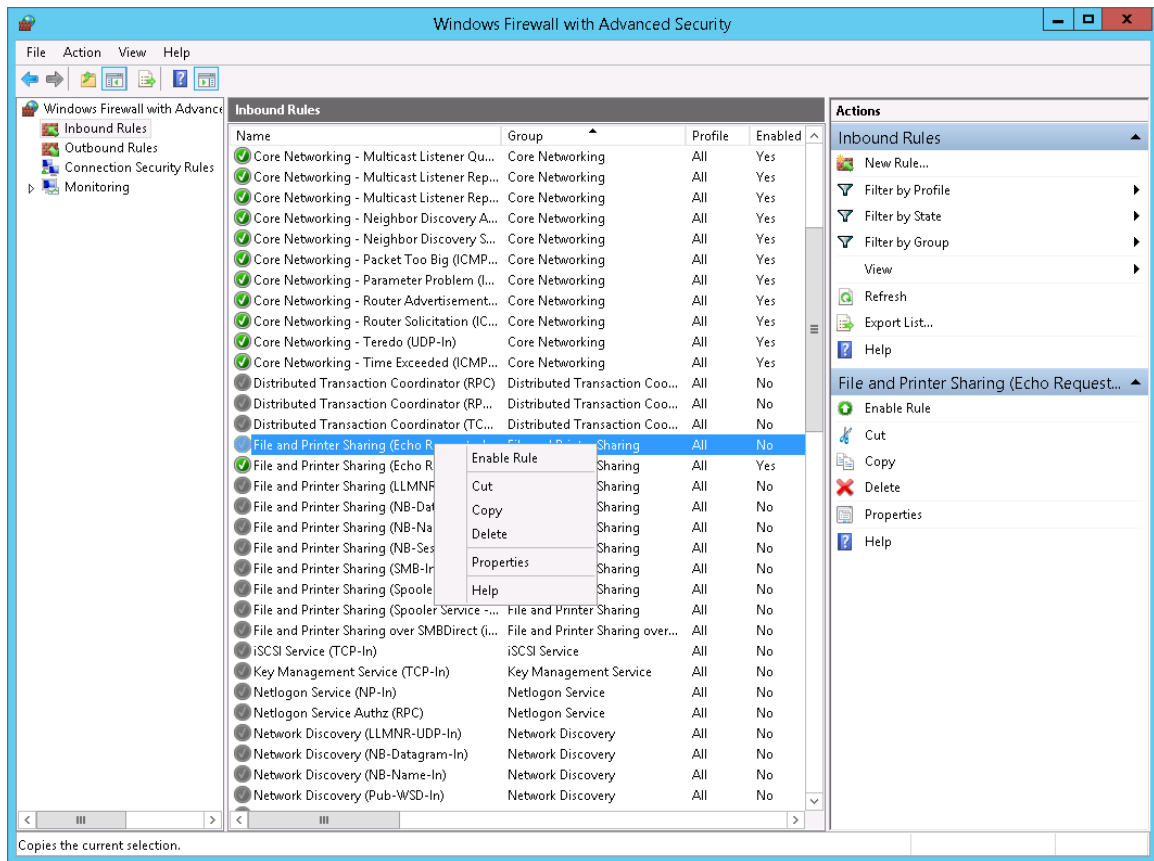 Windows Firewall with Advanced Security
File Action View Help
Windows Firewall with Advance
Inbound Rules
Outbound Rules
Connection Security Rules
Monitoring
Inbound Rules
Name Group Profile Enabled
Core Networking - Multicast Listener Qu... Core Networking All Yes
Core Networking - Multicast Listener Rep... Core Networking All Yes
Core Networking - Multicast Listener Rep... Core Networking All Yes
Core Networking - Neighbor Discovery A... Core Networking All Yes
Core Networking - Neighbor Discovery S... Core Networking All Yes
Core Networking - Packet Too Big (ICMP... Core Networking All Yes
Core Networking - Parameter Problem (I... Core Networking All Yes
Core Networking - Router Advertisement... Core Networking All Yes
Core Networking - Router Solicitation (IC... Core Networking All Yes
Core Networking - Teredo (UDP-In) Core Networking All Yes
Core Networking - Time Exceeded (ICMP... Core Networking All Yes
Distributed Transaction Coordinator (RPC) Distributed Transaction Coo... All No
Distributed Transaction Coordinator (RP... Distributed Transaction Coo... All No
Distributed Transaction Coordinator (TC... Distributed Transaction Coo... All No
File and Printer Sharing (Echo Sharing All No
File and Printer Sharing (Echo R Sharing All Yes
File and Printer Sharing (LLMNR Sharing All No
File and Printer Sharing (NB-Dat Sharing All No
File and Printer Sharing (NB-Na Sharing All No
File and Printer Sharing (NB-Ses Sharing All No
File and Printer Sharing (SMB-In Sharing All No
File and Printer Sharing (Spoole Sharing All No
File and Printer Sharing (Spooler Service -... File and Printer Sharing All No
File and Printer Sharing over SMBDirect (i... File and Printer Sharing over... All No
iSCSI Service (TCP-In) iSCSI Service All No
Key Management Service (TCP-In) Key Management Service All No
Netlogon Service (NP-In) Netlogon Service All No
Netlogon Service Authz (RPC) Netlogon Service All No
Network Discovery (LLMNR-UDP-In) Network Discovery All No
Network Discovery (NB-Datagram-In) Network Discovery All No
Network Discovery (NB-Name-In) Network Discovery All No
Network Discovery (Pub-WSD-In) Network Discovery All No
Enable Rule
Cut
Copy
Delete
Properties
Help
Actions
Inbound Rules
New Rule...
Filter by Profile
Filter by State
Filter by Group
View
Refresh
Export List...
Help
File and Printer Sharing (Echo Request...
Enable Rule
Cut
Copy
Delete
Properties
Help
Copies the current selection.